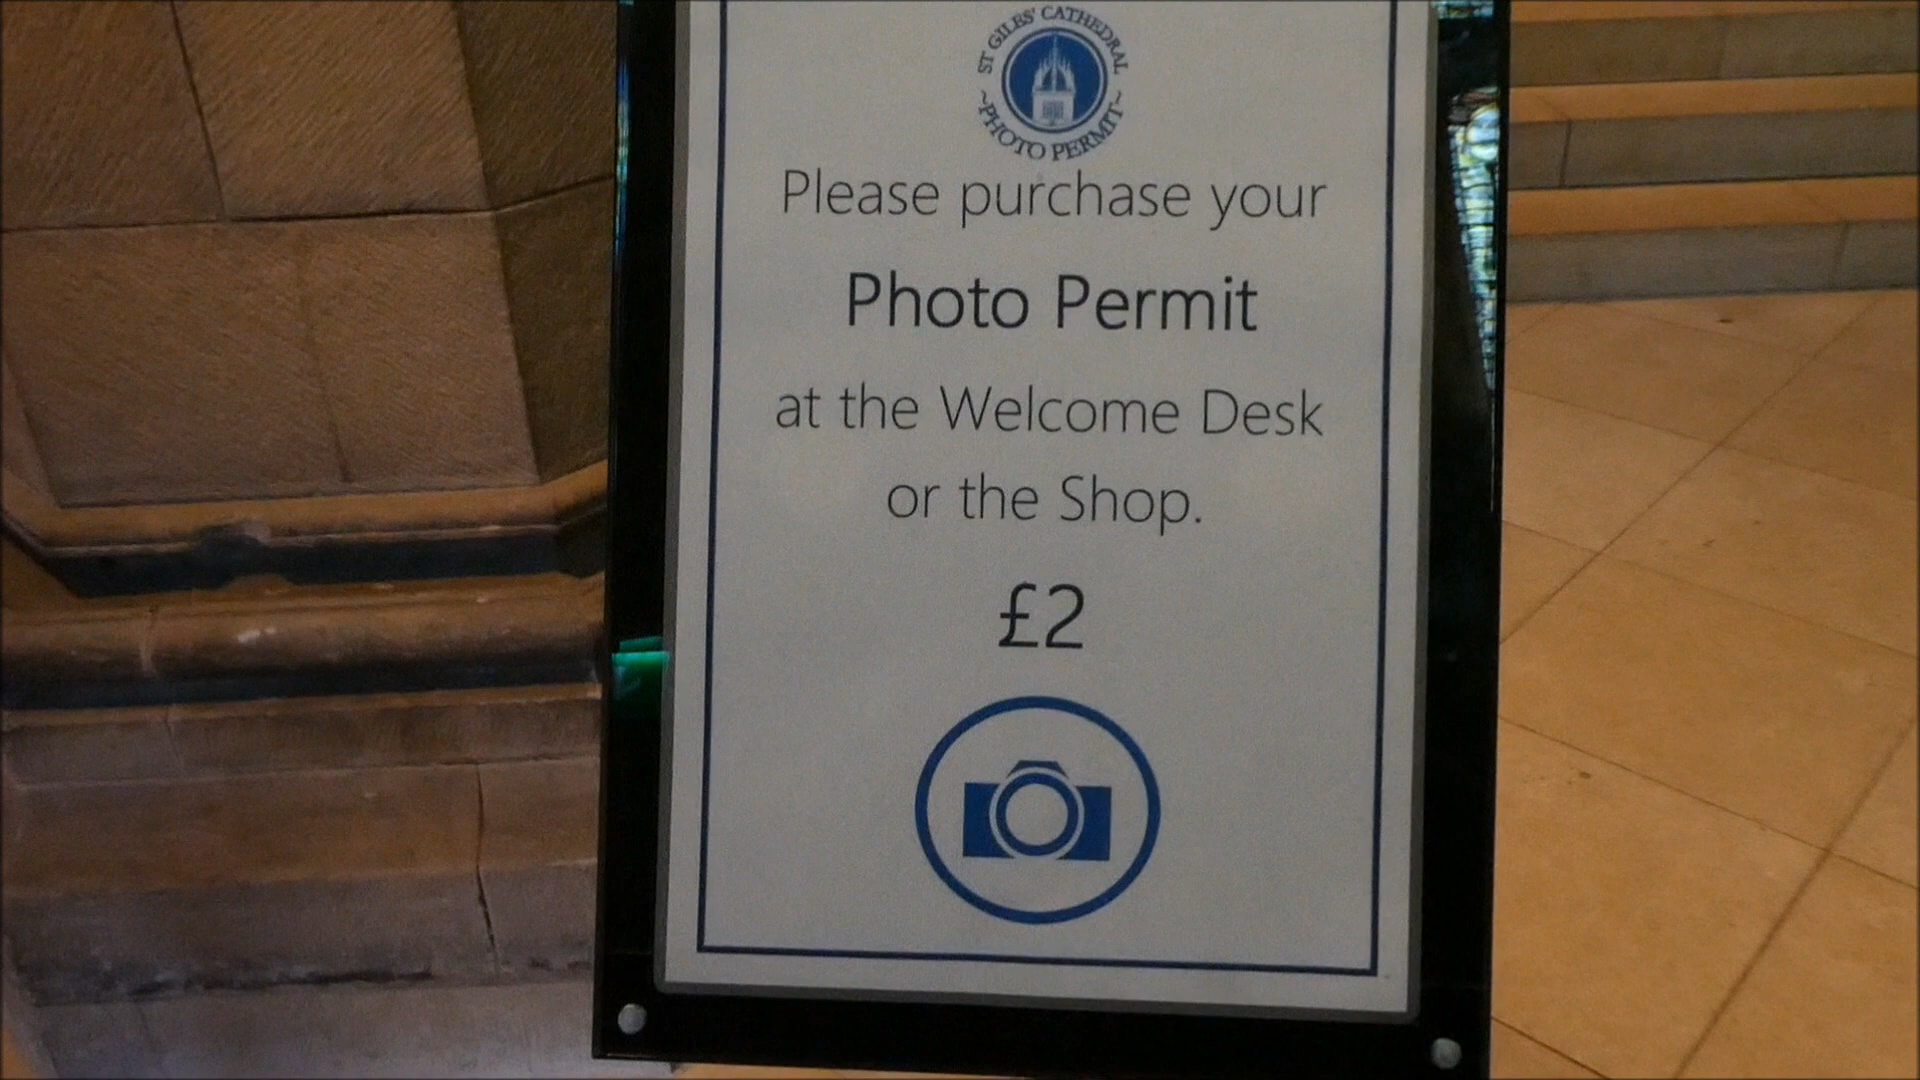 ST GILES' CATHEDRAL
~PHOTO PERMIT~
Please purchase your
Photo Permit
at the Welcome Desk
or the Shop.
£2